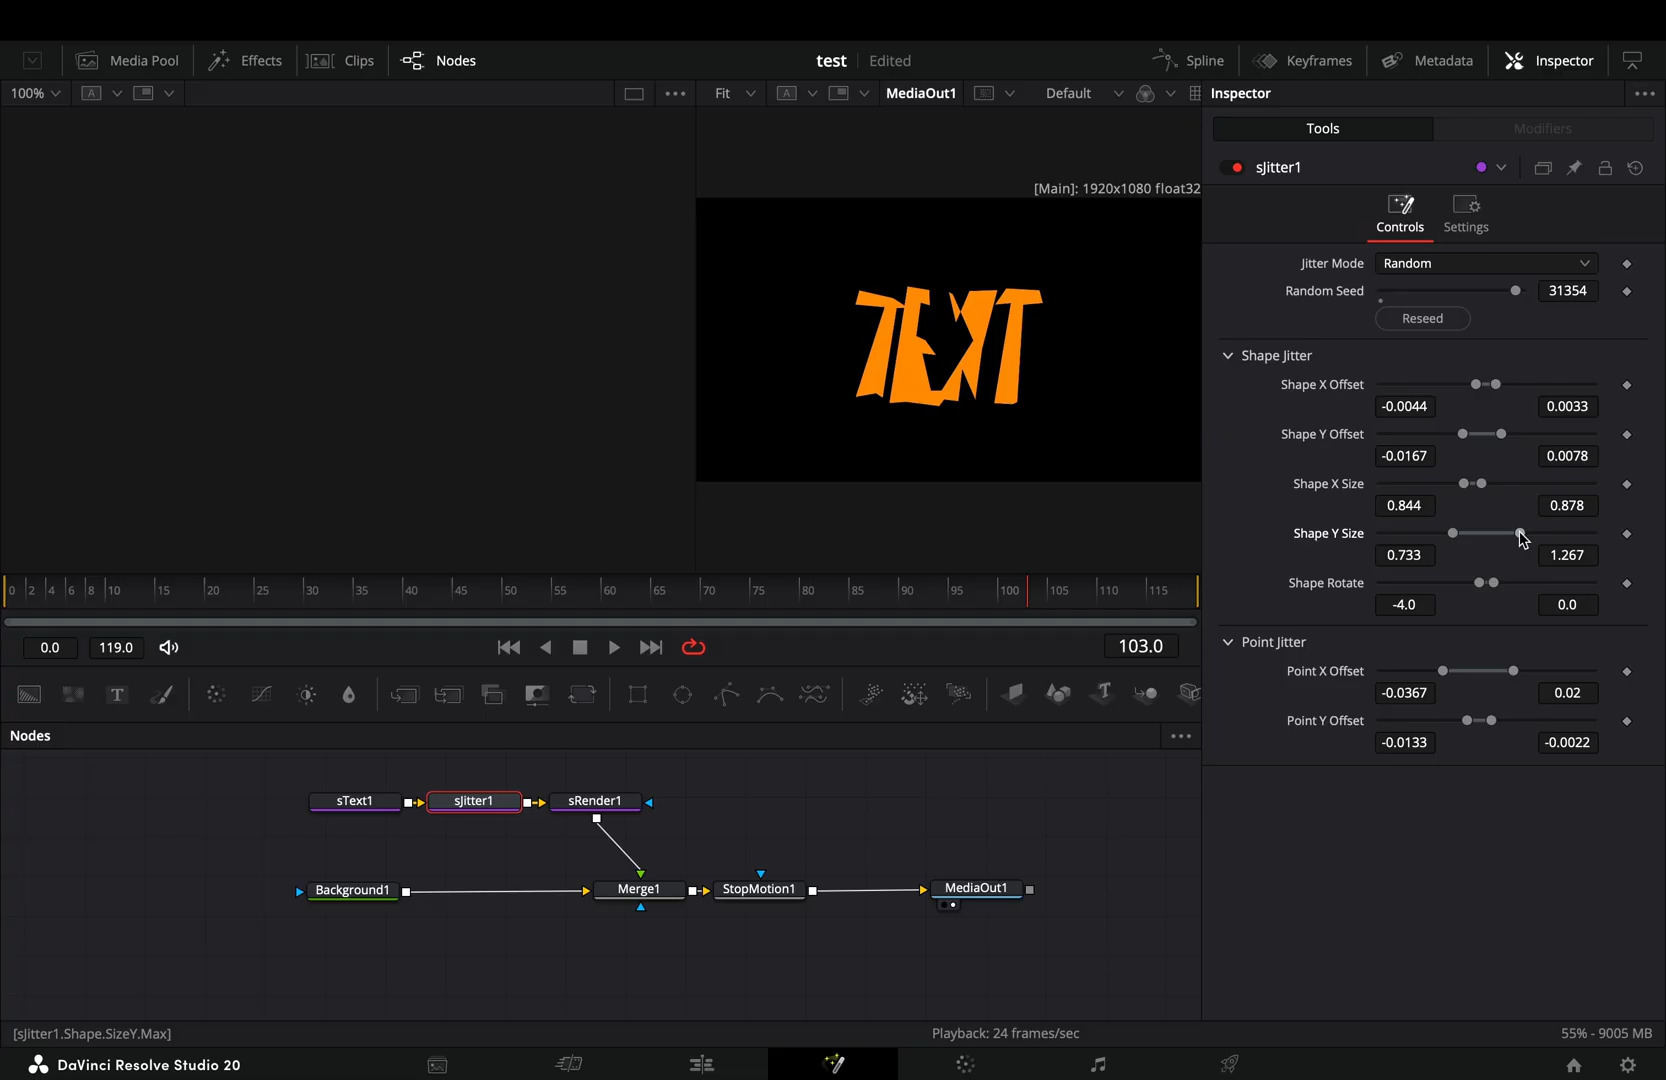 Media Pool Effects Clips Nodes test Edited Spline Keyframes Metadata Inspector
100% A Fit A MediaOut1 Default Inspector
Tools Modifiers
sJitter1
[Main]: 1920x1080 float32
Controls Settings
Jitter Mode Random
Random Seed 31354
Reseed
TEXT
Shape Jitter
Shape X Offset
-0.0044 0.0033
Shape Y Offset
-0.0167 0.0078
Shape X Size
0.844 0.878
Shape Y Size
0.733 1.267
Shape Rotate
-4.0 0.0
0 2 4 6 8 10 15 20 25 30 35 40 45 50 55 60 65 70 75 80 85 90 95 100 105 110 115
0.0 119.0 103.0
Point Jitter
Point X Offset
-0.0367 0.02
Point Y Offset
-0.0133 -0.0022
T T
Nodes
sText1 sJitter1 sRender1
Background1 Merge1 StopMotion1 MediaOut1
[sJitter1.Shape.SizeY.Max] Playback: 24 frames/sec 55% - 9005 MB
DaVinci Resolve Studio 20